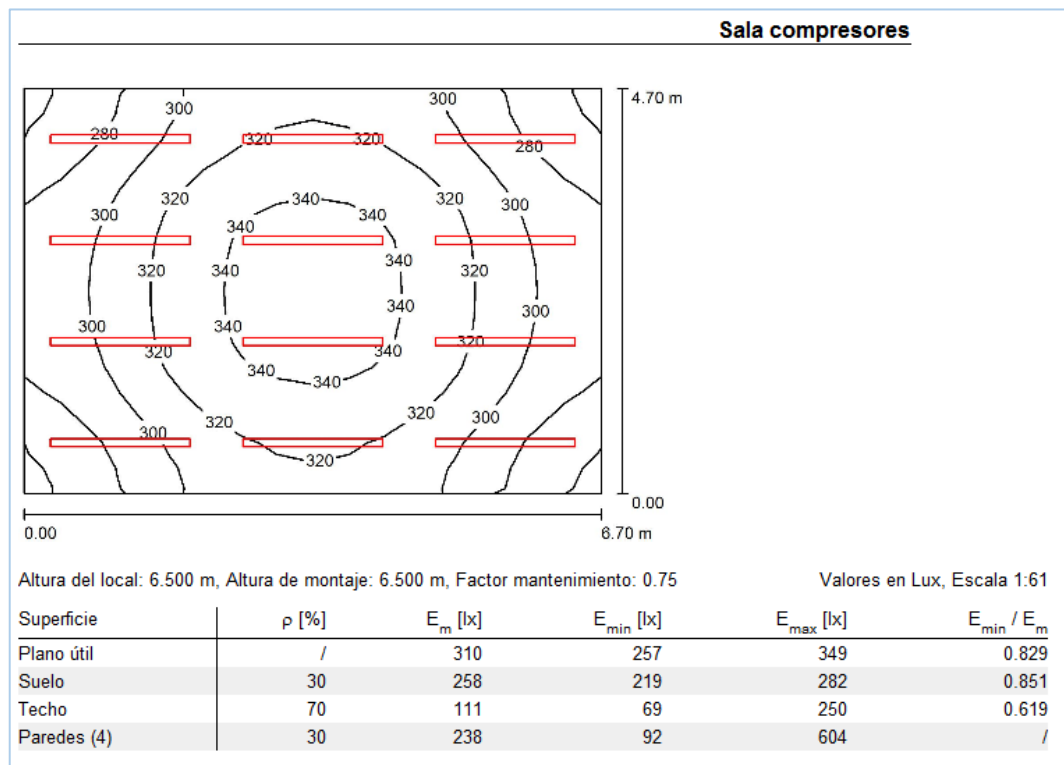 Sala compresores
4.70 m
300 300
280 320 320 280
320 340 320
300 340 340 300
320 340 340 320
340 300
300 340 340
320 340 340 320
340 340
320 320 300
300 320
0.00
0.00 6.70 m
Altura del local: 6.500 m, Altura de montaje: 6.500 m, Factor mantenimiento: 0.75 Valores en Lux, Escala 1:61
Superficie ρ [%] Em [lx] Emin [lx] Emax [lx] Emin / Em
Plano útil / 310 257 349 0.829
Suelo 30 258 219 282 0.851
Techo 70 111 69 250 0.619
Paredes (4) 30 238 92 604 /